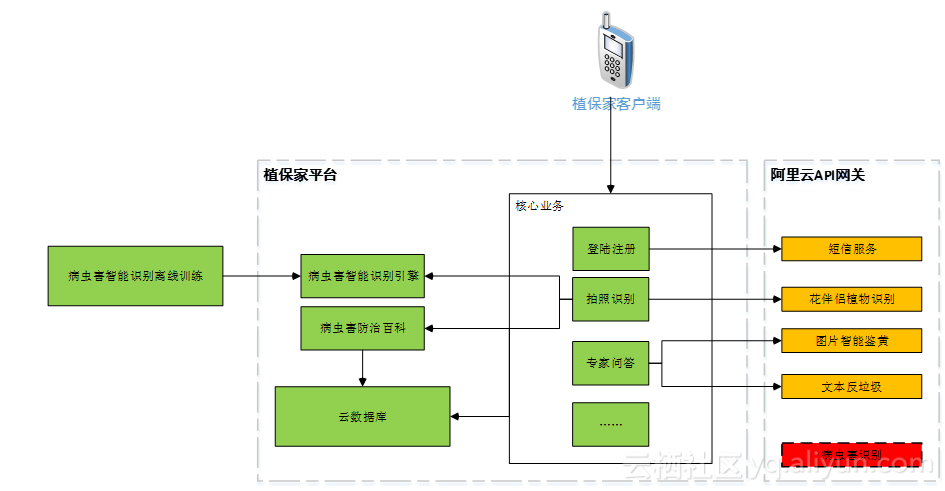 植保家客户端
植保家平台
阿里云API网关
核心业务
登陆注册
短信服务
病虫害智能识别离线训练
病虫害智能识别引擎
拍照识别
花伴侣植物识别
病虫害防治百科
图片智能鉴黄
专家问答
文本反垃圾
云数据库
……
病虫害识别
云栖社区 yq.aliyun.com